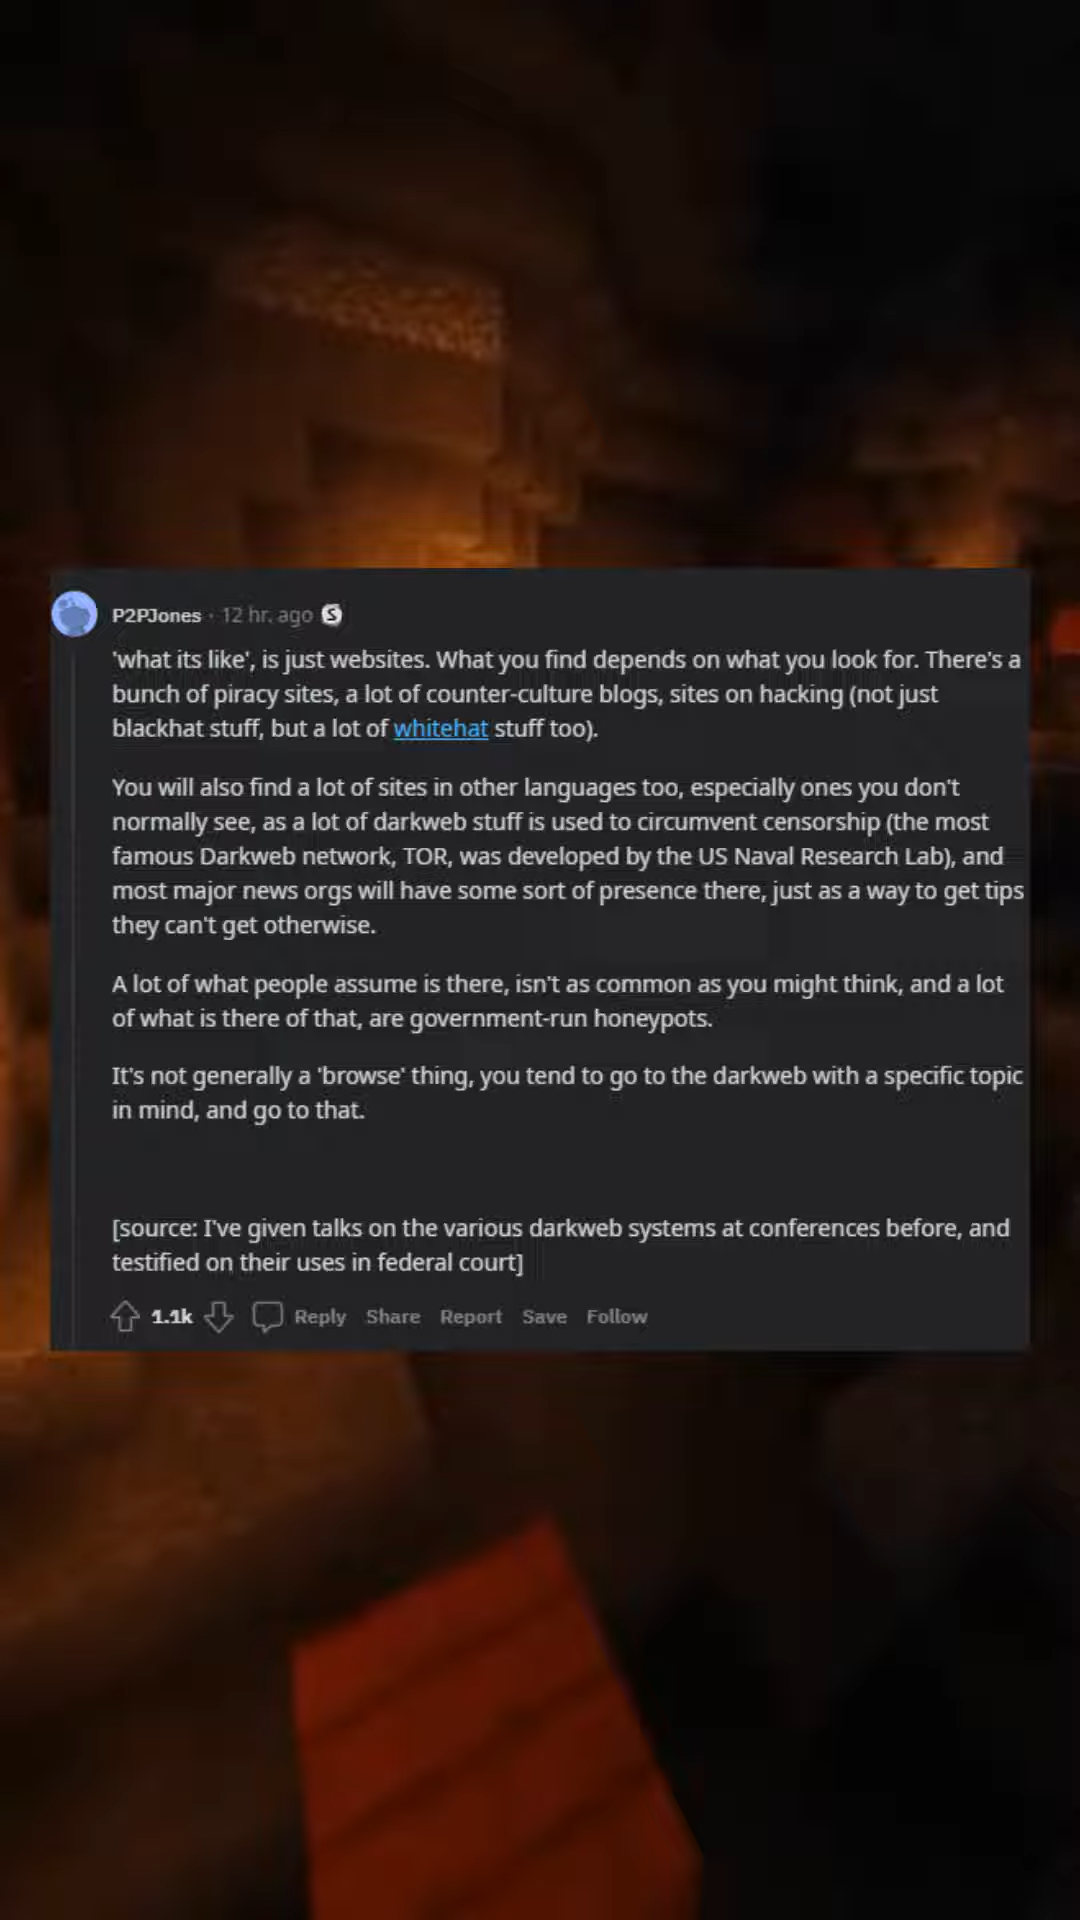 P2PJones · 12 hr. ago S
'what its like', is just websites. What you find depends on what you look for. There's a
bunch of piracy sites, a lot of counter-culture blogs, sites on hacking (not just
blackhat stuff, but a lot of whitehat stuff too).
You will also find a lot of sites in other languages too, especially ones you don't
normally see, as a lot of darkweb stuff is used to circumvent censorship (the most
famous Darkweb network, TOR, was developed by the US Naval Research Lab), and
most major news orgs will have some sort of presence there, just as a way to get tips
they can't get otherwise.
A lot of what people assume is there, isn't as common as you might think, and a lot
of what is there of that, are government-run honeypots.
It's not generally a 'browse' thing, you tend to go to the darkweb with a specific topic
in mind, and go to that.
[source: I've given talks on the various darkweb systems at conferences before, and
testified on their uses in federal court]
1.1k Reply Share Report Save Follow